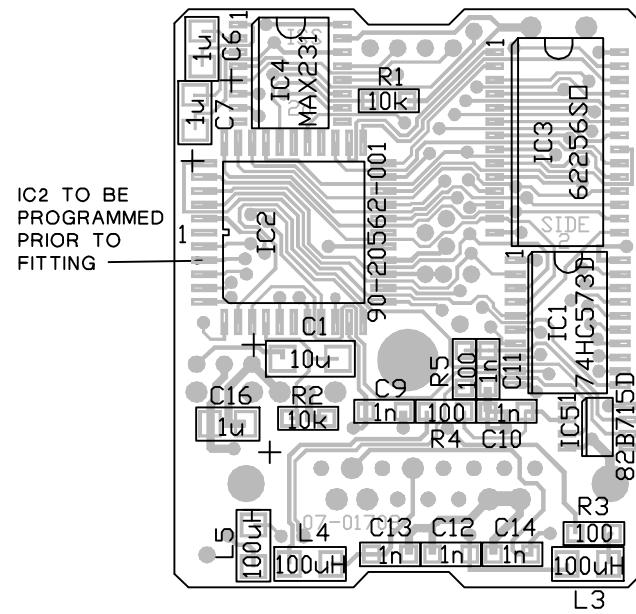 1u
C6
1
IC4
MAX231
R1
10k
1
IC3
62256SD
1u
C7
IC2 TO BE
PROGRAMMED
PRIOR TO
FITTING
1
IC2
90-20562-001
SIDE
2
1
IC1
74HC573D
C1
10u
R5
100
1n
C11
C16
1u
R2
10k
C9
1n
100
R4
1n
C10
IC5
1
82B715D
L5
100uH
07-0170
L4
100uH
C13
1n
C12
1n
C14
1n
R3
100
100uH
L3